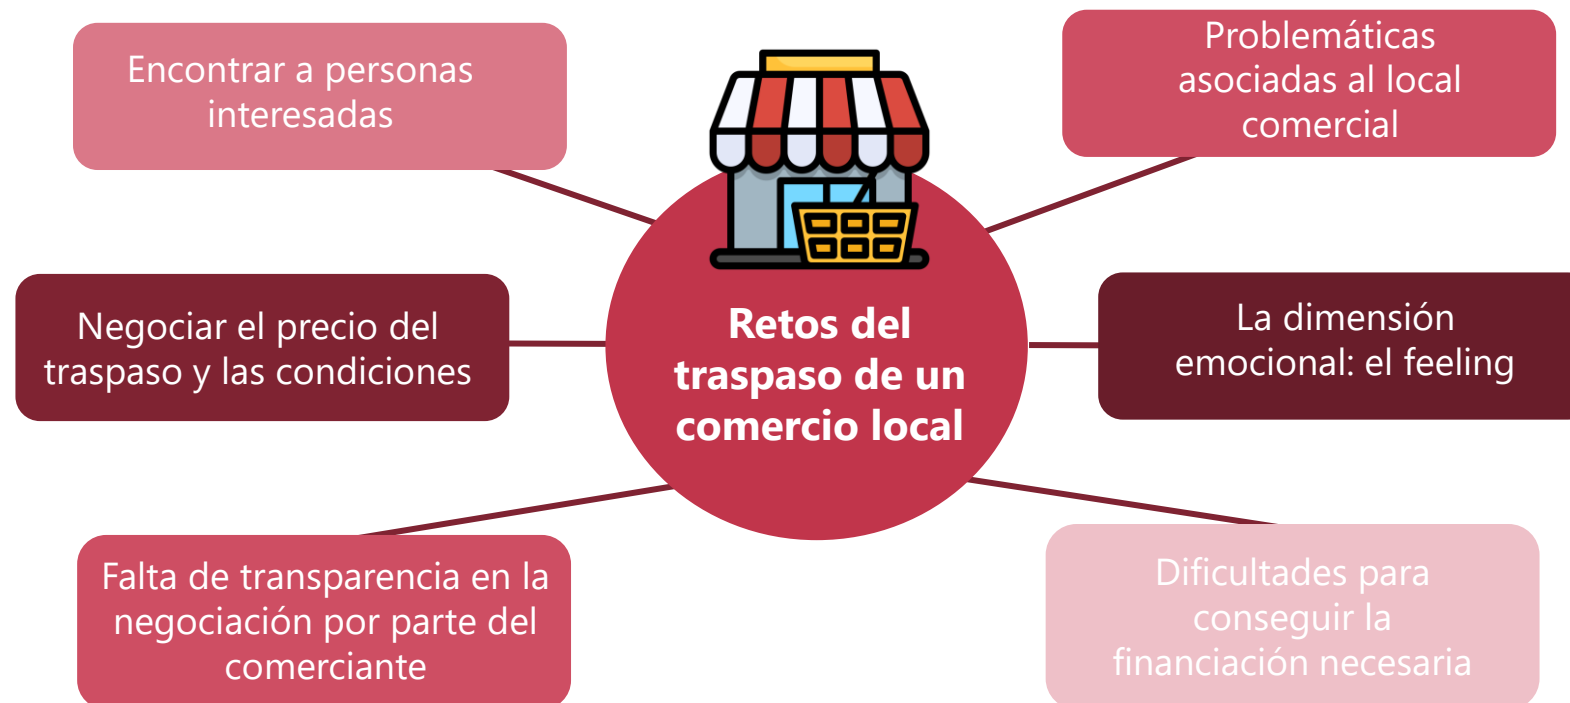 Encontrar a personas
interesadas
Problemáticas
asociadas al local
comercial
Negociar el precio del
traspaso y las condiciones
Retos del
traspaso de un
comercio local
La dimensión
emocional: el feeling
Falta de transparencia en la
negociación por parte del
comerciante
Dificultades para
conseguir la
financiación necesaria